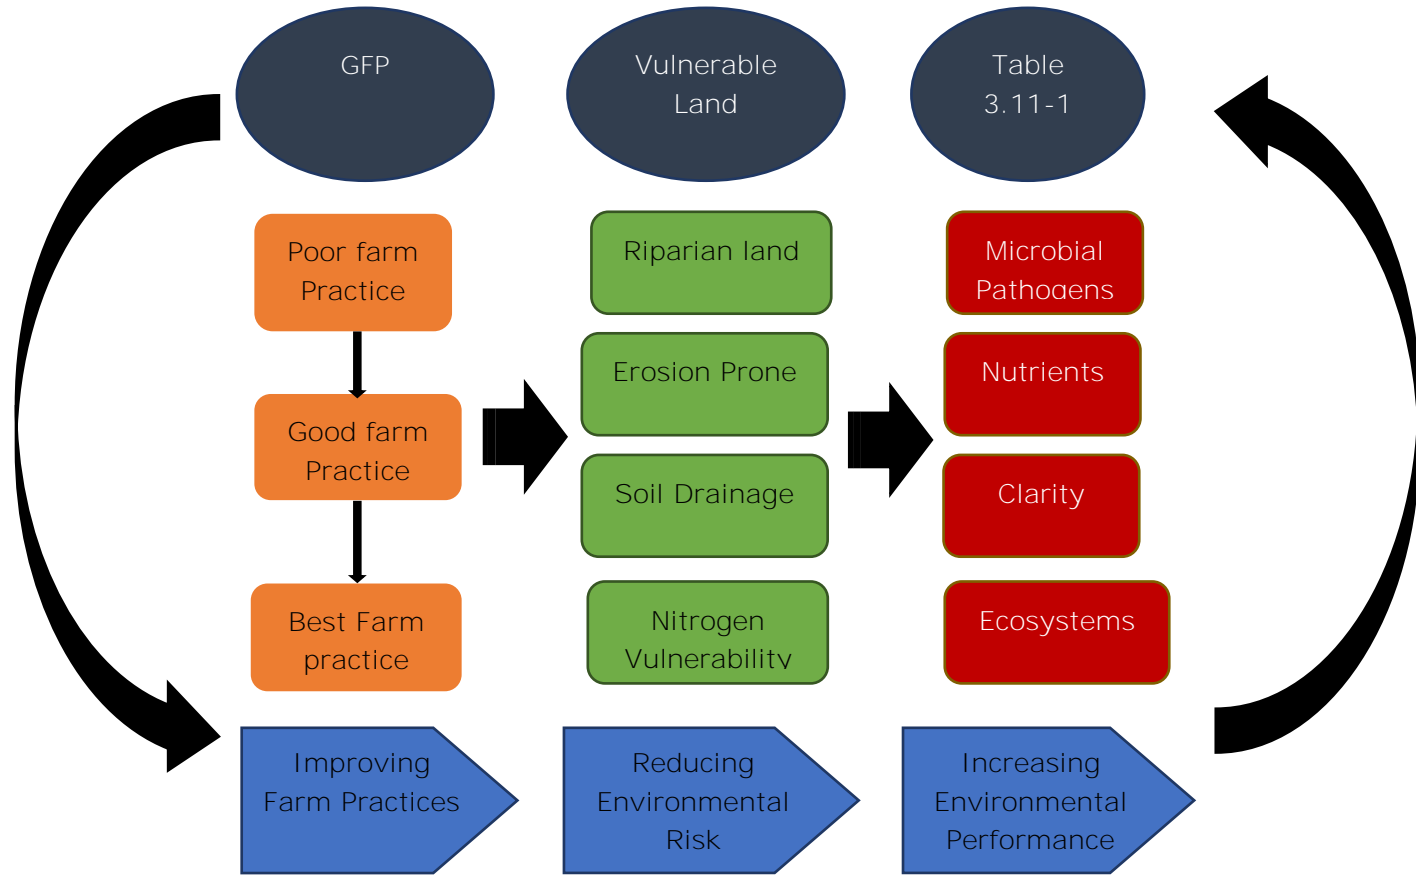 GFP
Vulnerable
Land
Table
3.11-1
Poor farm
Practice
Good farm
Practice
Best Farm
practice
Riparian land
Erosion Prone
Soil Drainage
Nitrogen
Vulnerability
Microbial
Pathogens
Nutrients
Clarity
Ecosystems
Improving
Farm Practices
Reducing
Environmental
Risk
Increasing
Environmental
Performance